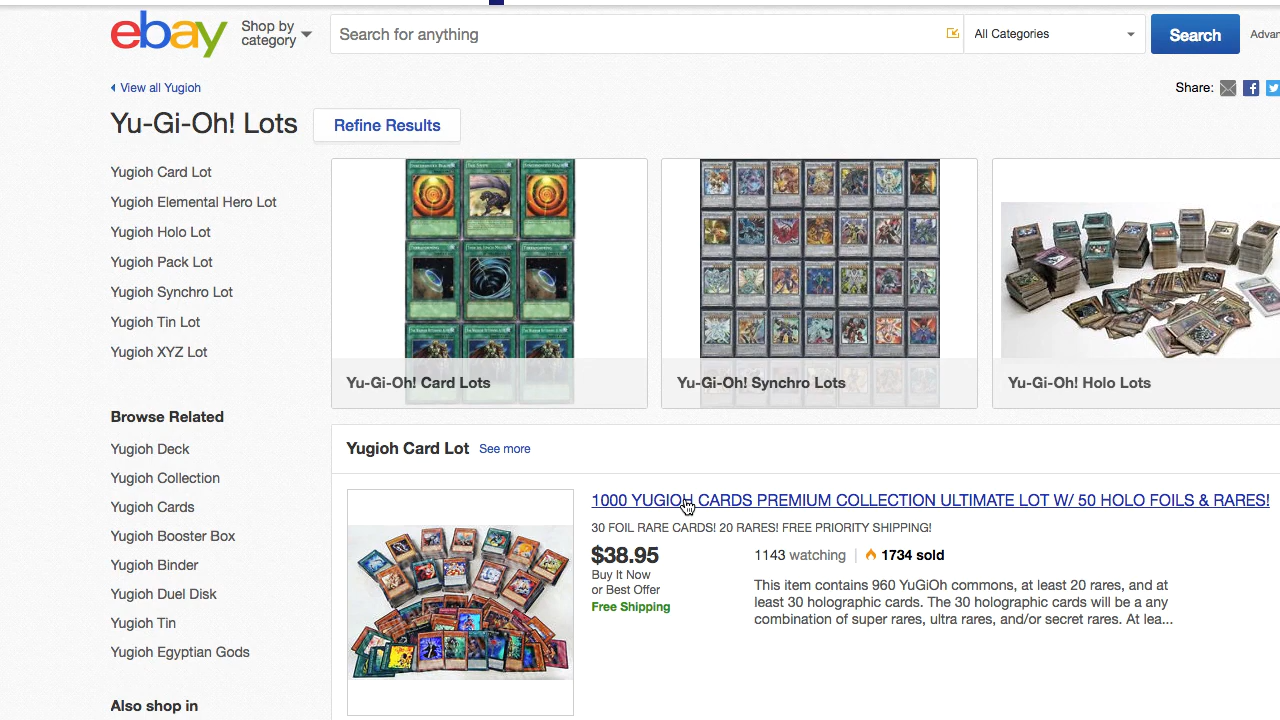 ebay
Shop by
category
Search for anything
All Categories
Search
Advan
View all Yugioh
Share:
Yu-Gi-Oh! Lots
Refine Results
Yugioh Card Lot
Yugioh Elemental Hero Lot
Yugioh Holo Lot
Yugioh Pack Lot
Yugioh Synchro Lot
Yugioh Tin Lot
Yugioh XYZ Lot
Browse Related
Yugioh Deck
Yugioh Collection
Yugioh Cards
Yugioh Booster Box
Yugioh Binder
Yugioh Duel Disk
Yugioh Tin
Yugioh Egyptian Gods
Also shop in
Yu-Gi-Oh! Card Lots
Yu-Gi-Oh! Synchro Lots
Yu-Gi-Oh! Holo Lots
Yugioh Card Lot See more
1000 YUGIOH CARDS PREMIUM COLLECTION ULTIMATE LOT W/ 50 HOLO FOILS & RARES!
30 FOIL RARE CARDS! 20 RARES! FREE PRIORITY SHIPPING!
$38.95
Buy It Now
or Best Offer
Free Shipping
1143 watching | 1734 sold
This item contains 960 YuGiOh commons, at least 20 rares, and at
least 30 holographic cards. The 30 holographic cards will be a any
combination of super rares, ultra rares, and/or secret rares. At lea...